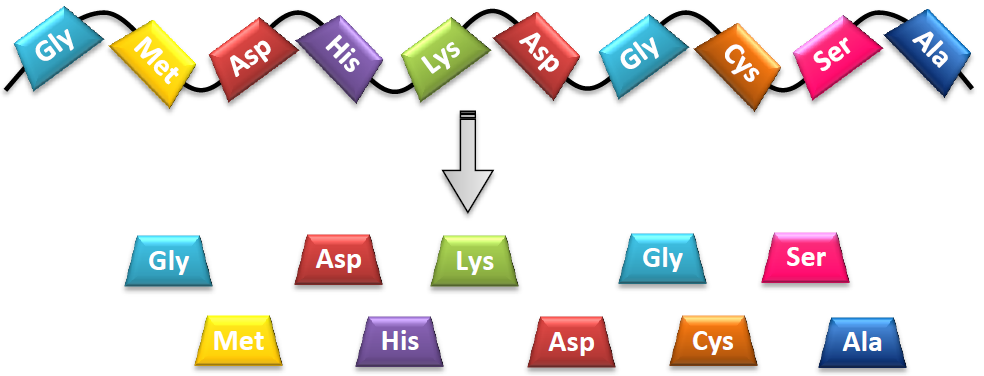 Gly Met Asp His Lys Asp Gly Cys Ser Ala
Gly Asp Lys Gly Ser
Met His Asp Cys Ala